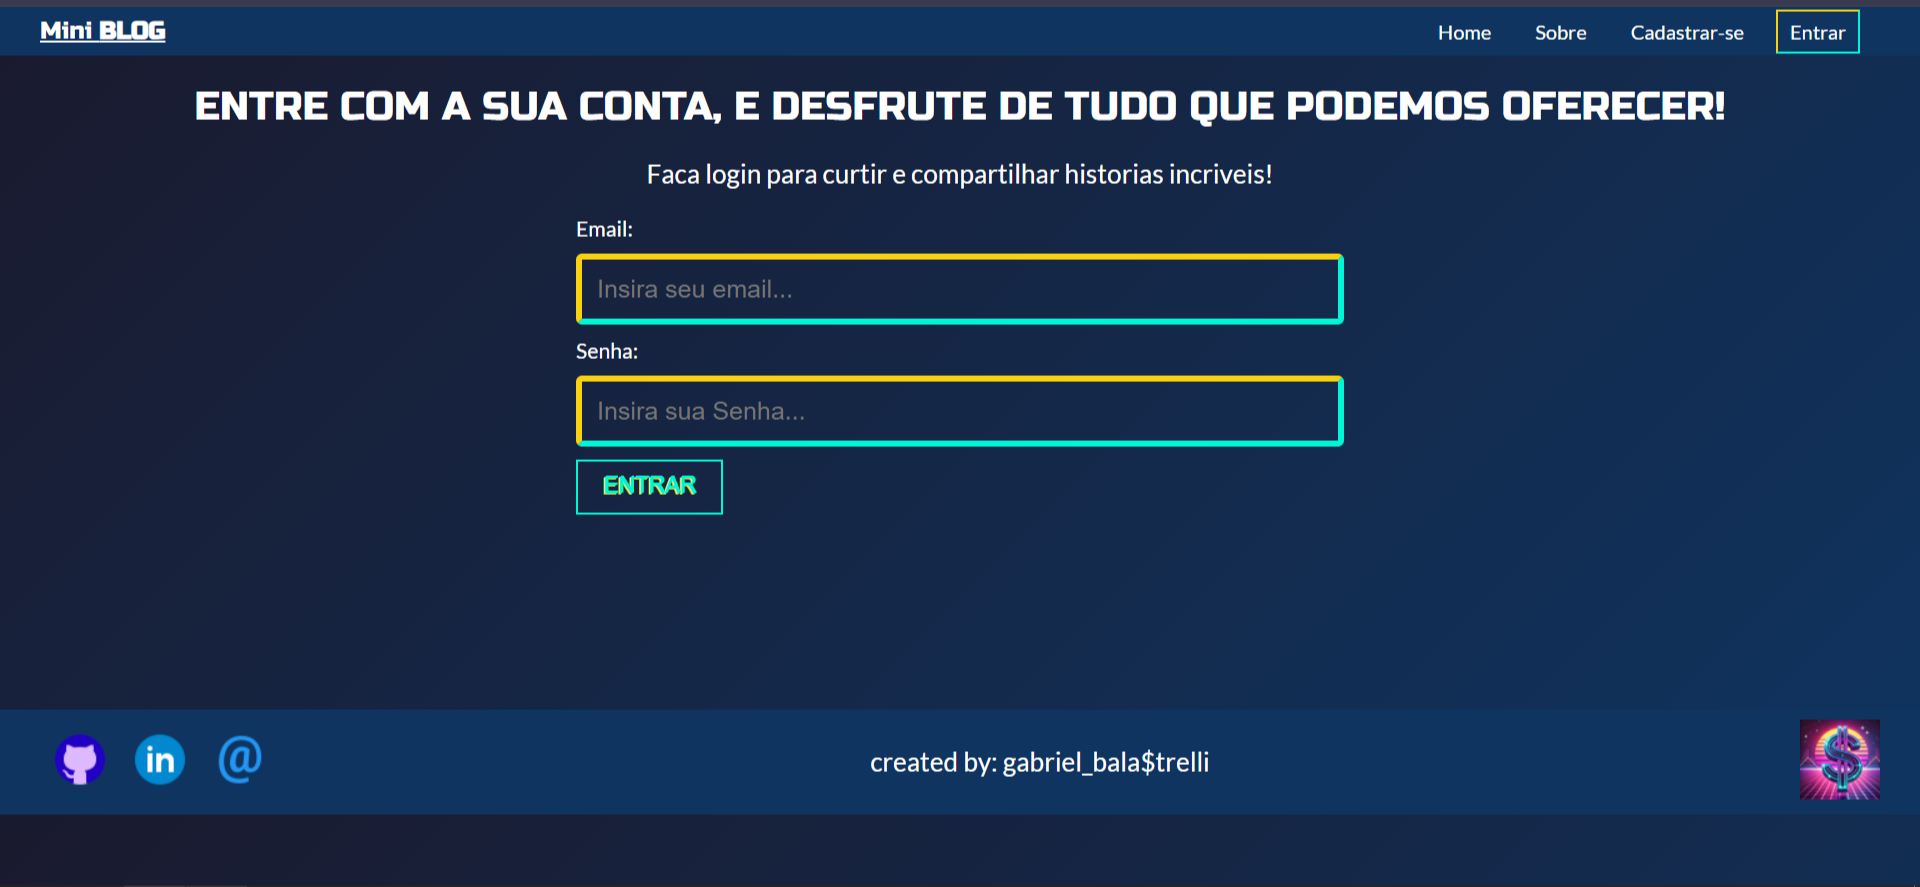 Mini BLOG
Home
Sobre
Cadastrar-se
Entrar
ENTRE COM A SUA CONTA, E DESFRUTE DE TUDO QUE PODEMOS OFERECER!
Faca login para curtir e compartilhar historias incriveis!
Email:
Insira seu email...
Senha:
Insira sua Senha...
ENTRAR
in
@
created by: gabriel_bala$trelli
$